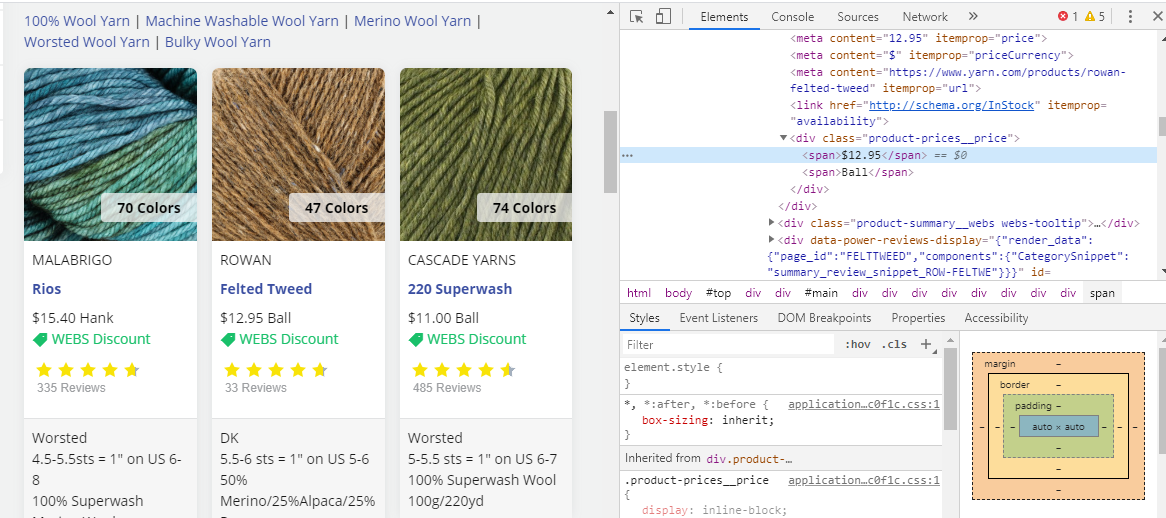 100% Wool Yarn | Machine Washable Wool Yarn | Merino Wool Yarn |
Worsted Wool Yarn | Bulky Wool Yarn
70 Colors
MALABRIGO
Rios
$15.40 Hank
WEBS Discount
335 Reviews
Worsted
4.5-5.5sts = 1" on US 6-
8
100% Superwash
47 Colors
ROWAN
Felted Tweed
$12.95 Ball
WEBS Discount
33 Reviews
DK
5.5-6 sts = 1" on US 5-6
50%
Merino/25%Alpaca/25%
74 Colors
CASCADE YARNS
220 Superwash
$11.00 Ball
WEBS Discount
485 Reviews
Worsted
5-5.5 sts = 1" on US 6-7
100% Superwash Wool
100g/220yd
Elements Console Sources Network » 1 5
<meta content="12.95" itemprop="price">
<meta content="$" itemprop="priceCurrency">
<meta content="https://www.yarn.com/products/rowan-
felted-tweed" itemprop="url">
<link href="http://schema.org/InStock" itemprop=
"availability">
<div class="product-prices__price">
… <span>$12.95</span> == $0
<span>Ball</span>
</div>
</div>
<div class="product-summary__webs webs-tooltip">…</div>
<div data-power-reviews-display="{"render_data":
{"page_id":"FELTTWEED","components":{"CategorySnippet":
"summary_review_snippet_ROW-FELTWE"}}}" id=
html body #top div div #main div div div div div div div div span
Styles Event Listeners DOM Breakpoints Properties Accessibility
Filter :hov .cls +
element.style {
}
*, *:after, *:before { application…c0f1c.css:1
box-sizing: inherit;
}
Inherited from div.product-…
.product-prices__price application…c0f1c.css:1
{
display: inline-block;
margin –
border –
padding –
– – – auto × auto – – –
–
–
–